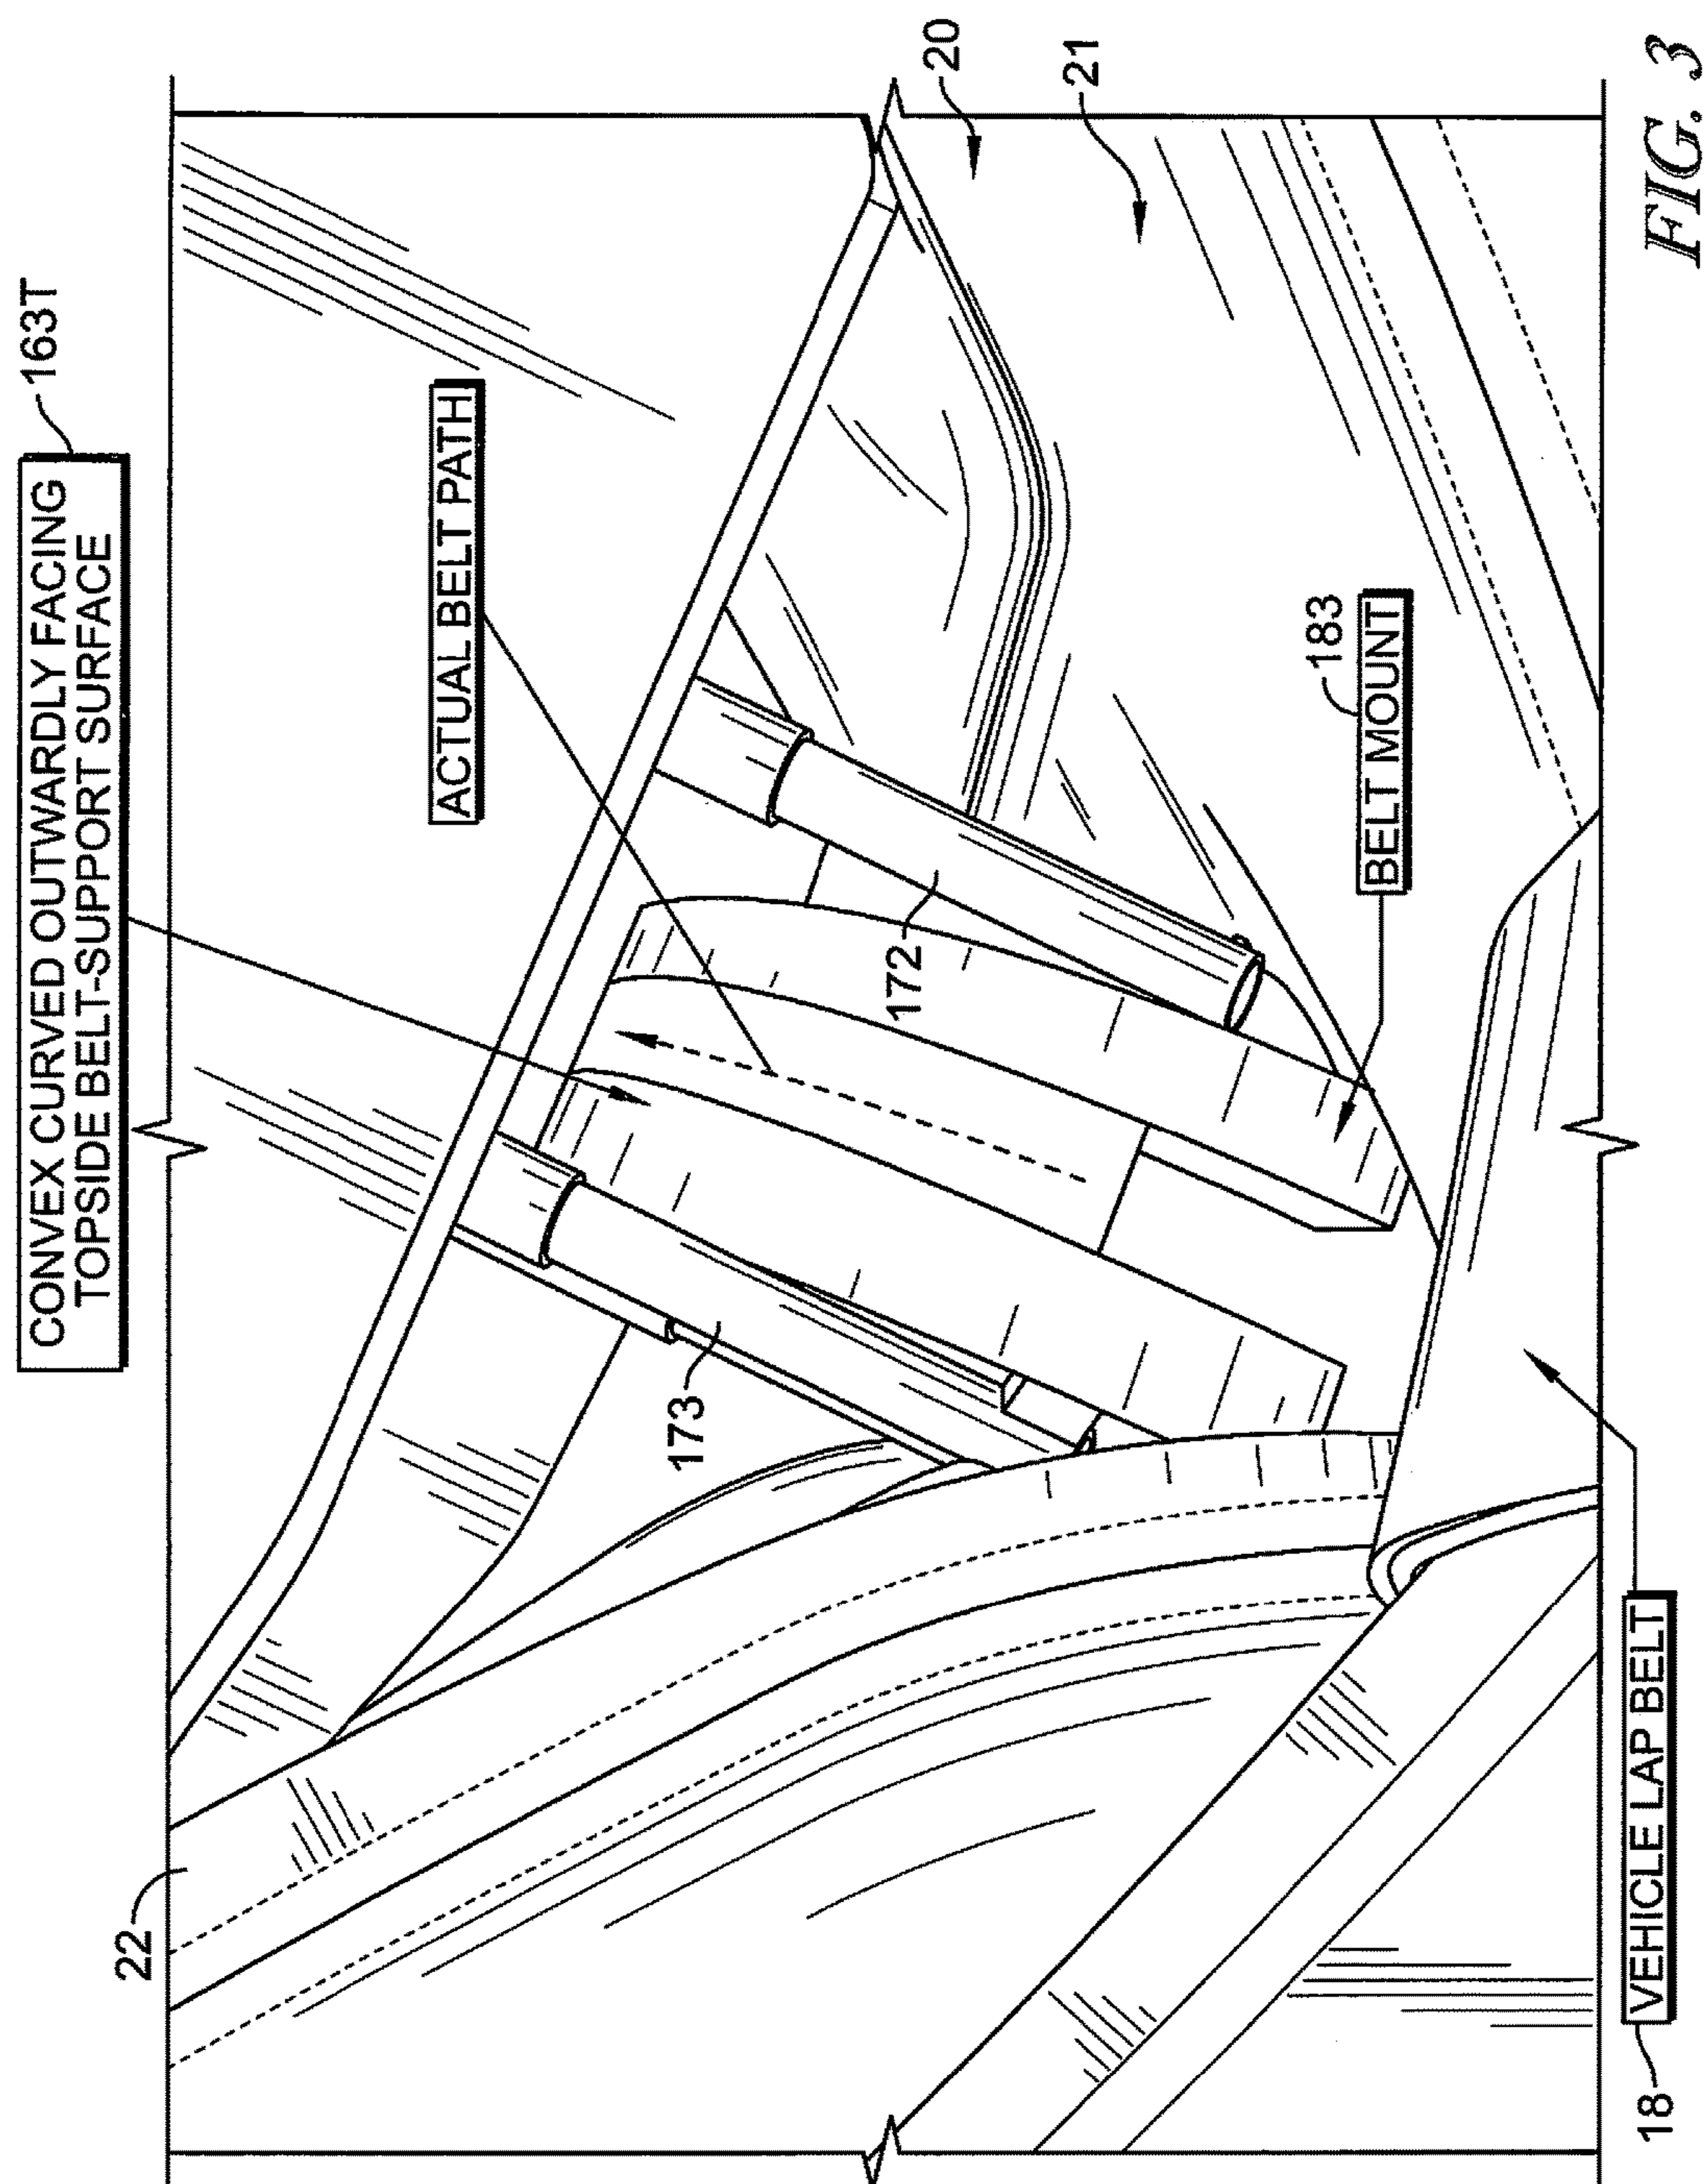 CONVEX CURVED OUTWARDLY FACING
TOPSIDE BELT-SUPPORT SURFACE
163T
ACTUAL BELT PATH
20
21
22
173
172
183
BELT MOUNT
18
VEHICLE LAP BELT
FIG. 3